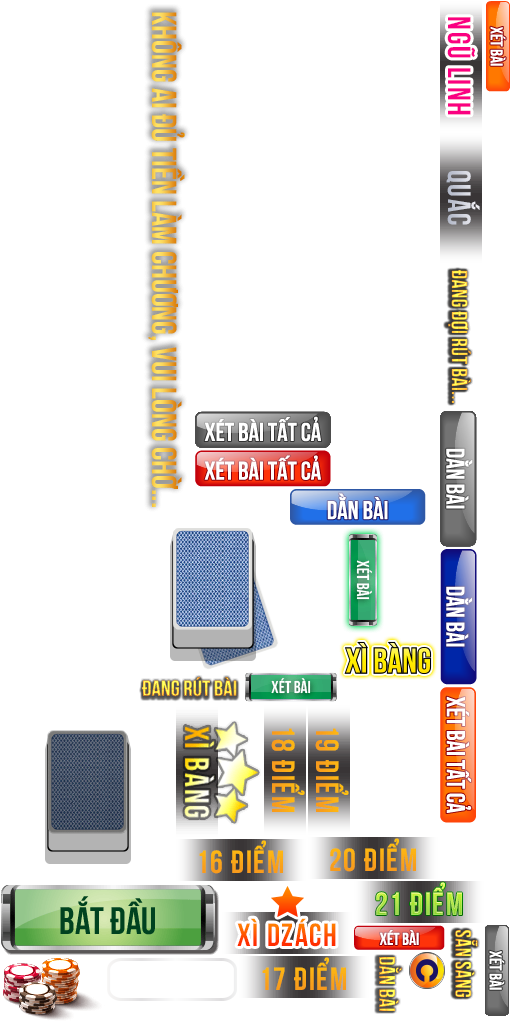 XÉT BÀI
NGŨ LINH
KHÔNG AI ĐỦ TIỀN LÀM CHƯƠNG, VUI LÒNG CHỜ...
QUẮC
ĐANG ĐỢI RÚT BÀI...
XÉT BÀI TẤT CẢ
XÉT BÀI TẤT CẢ
DẰN BÀI
DẰN BÀI
XÉT BÀI
DẰN BÀI
XÌ BÀNG
ĐANG RÚT BÀI
XÉT BÀI
XÉT BÀI TẤT CẢ
XÌ BÀNG
18 ĐIỂM
19 ĐIỂM
16 ĐIỂM
20 ĐIỂM
BẮT ĐẦU
21 ĐIỂM
XÌ DZÁCH
XÉT BÀI
SẴN SÀNG
XÉT BÀI
DẰN BÀI
C
17 ĐIỂM